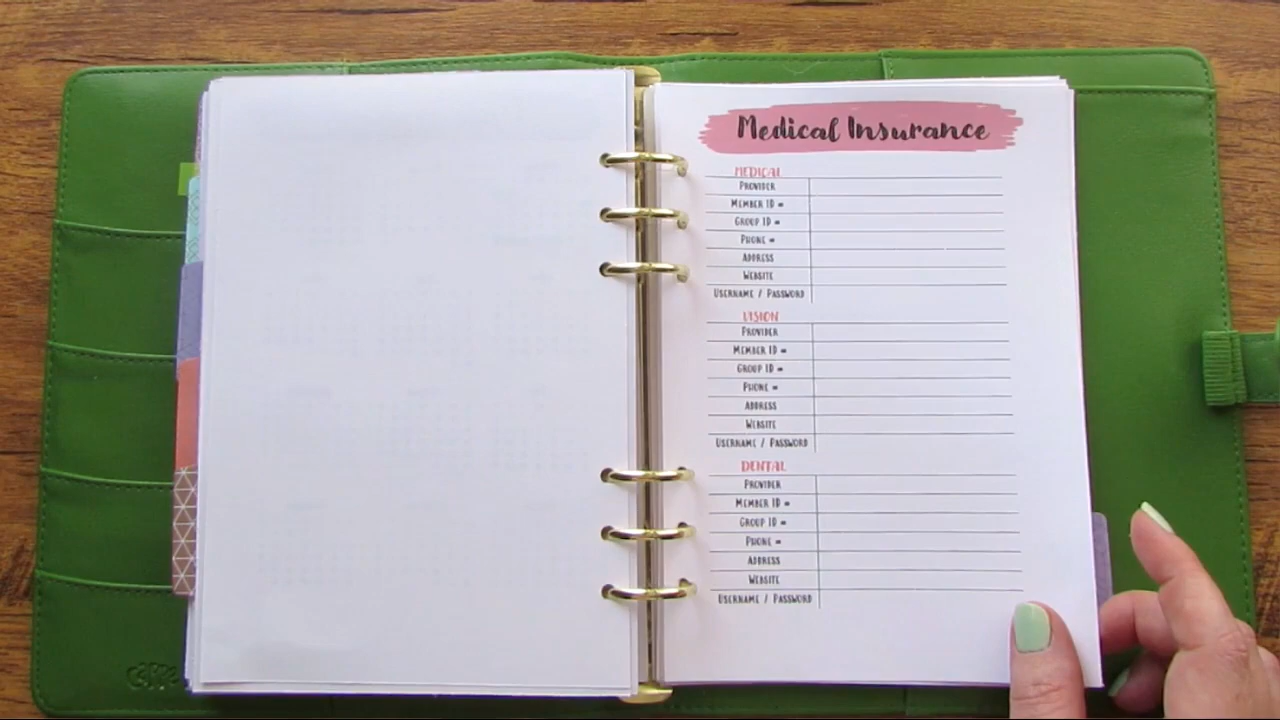 Medical Insurance
MEDICAL
PROVIDER
MEMBER ID #
GROUP ID #
PHONE #
ADDRESS
WEBSITE
USERNAME / PASSWORD
VISION
PROVIDER
MEMBER ID #
GROUP ID #
PHONE #
ADDRESS
WEBSITE
USERNAME / PASSWORD
DENTAL
PROVIDER
MEMBER ID #
GROUP ID #
PHONE #
ADDRESS
WEBSITE
USERNAME / PASSWORD